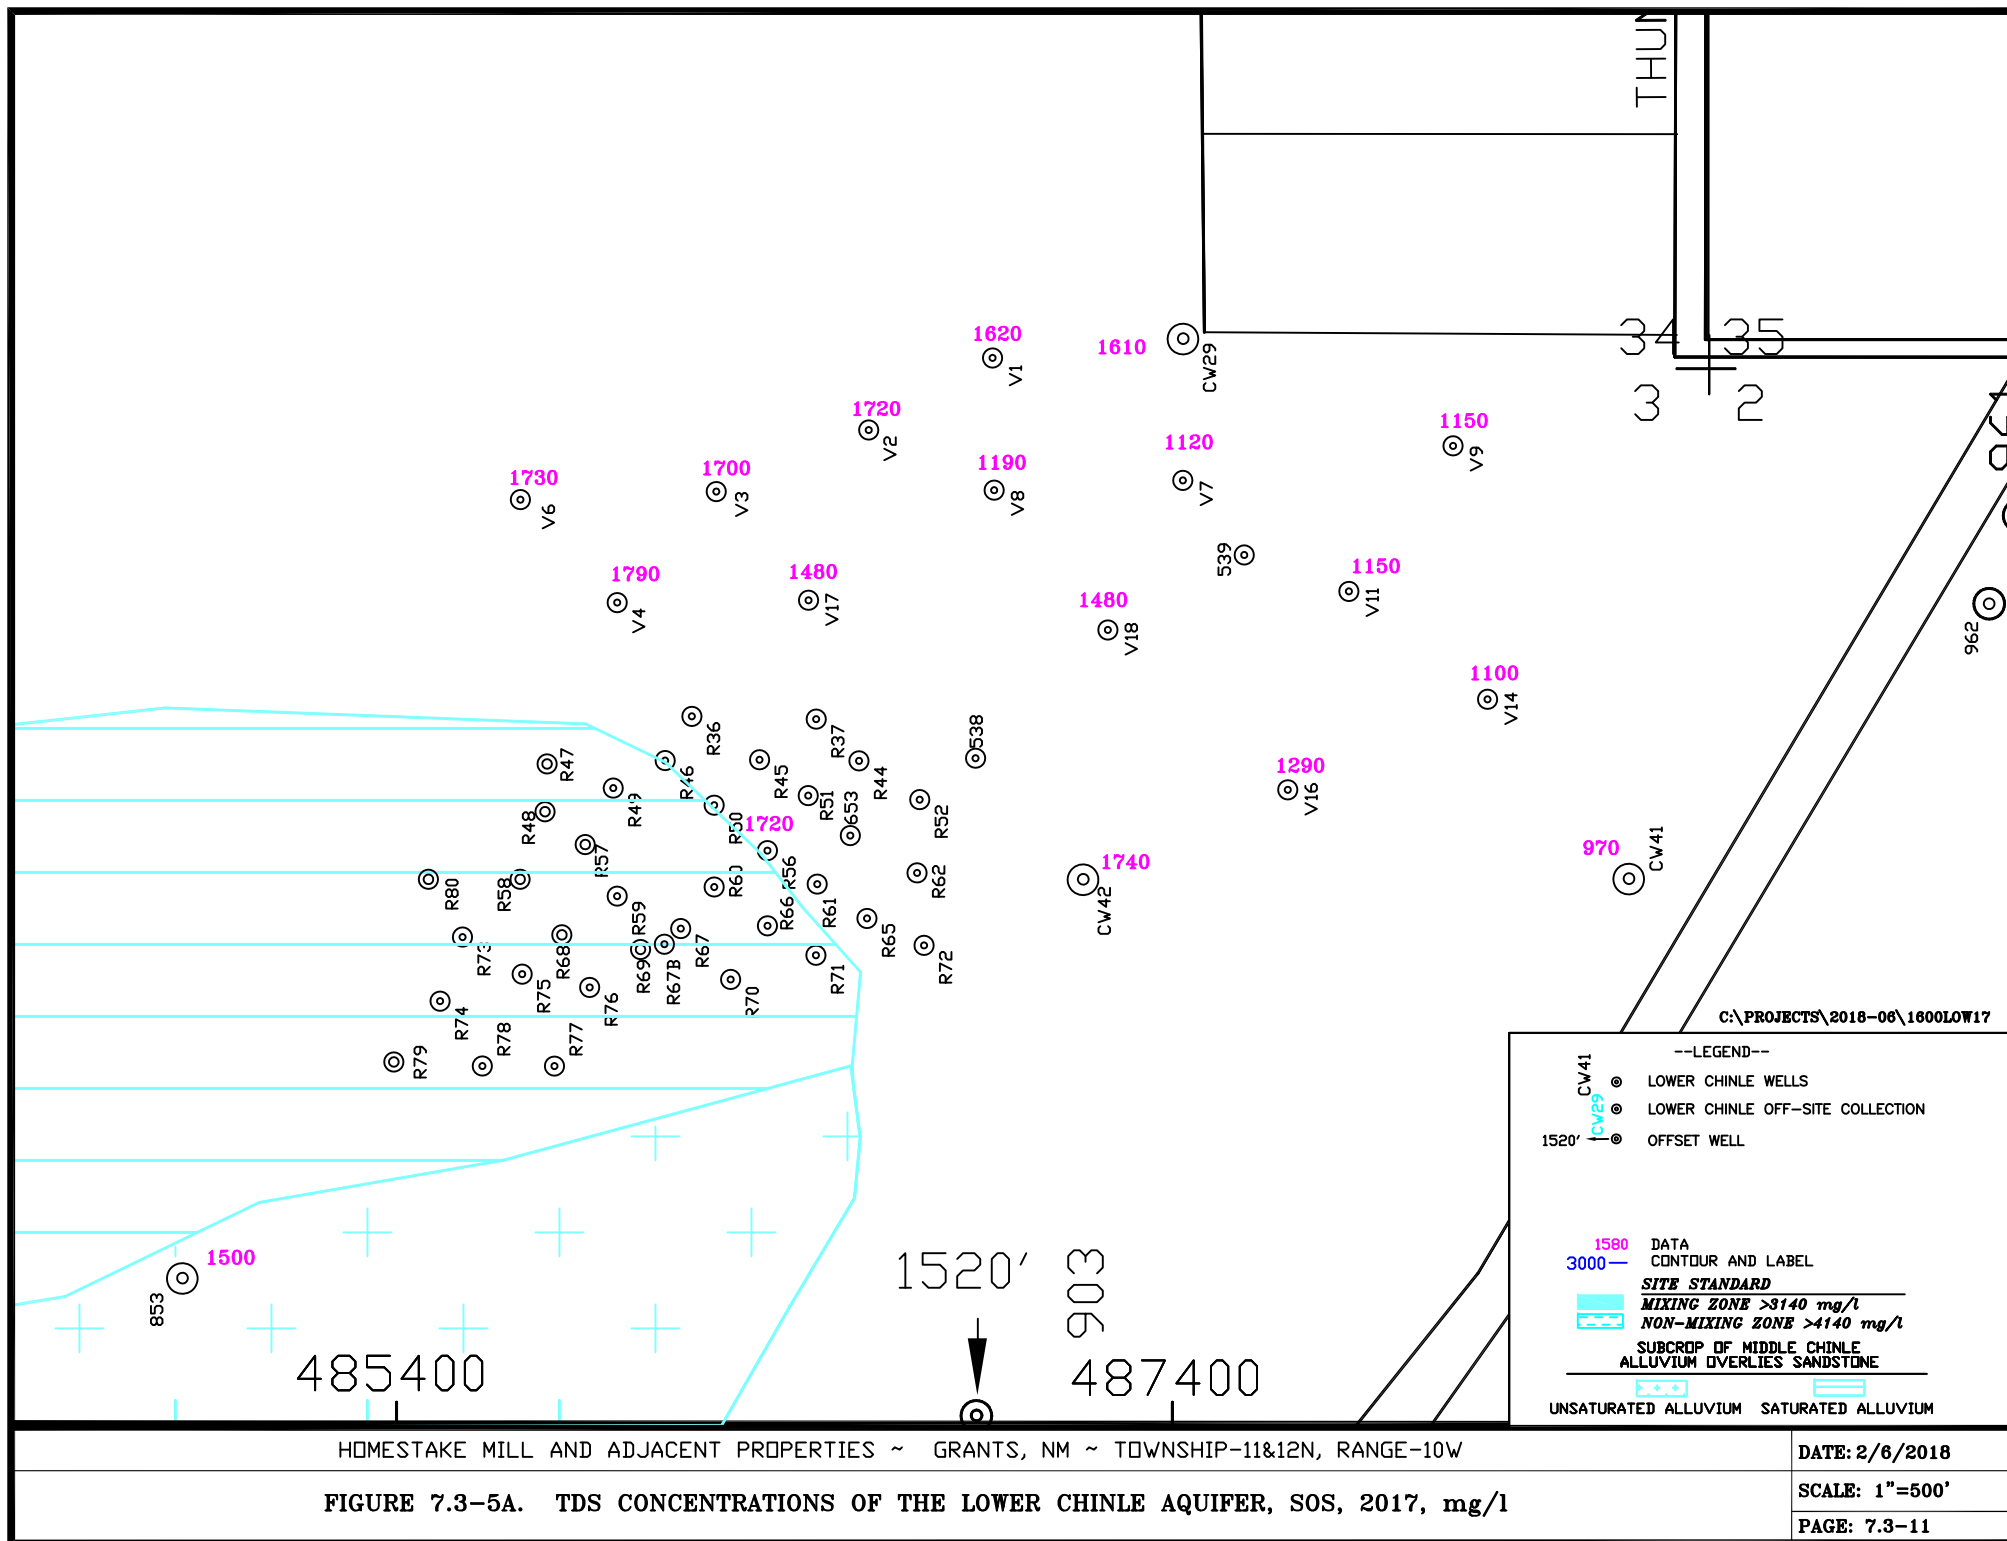 THUN
34 35
3 2
1620
V1
1610
CW29
1720
V2
1150
V9
1120
V7
1190
V8
1700
V3
1730
V6
539
1150
V11
1790
V4
1480
V17
1480
V18
962
1100
V14
R36
R37
538
R47
R46
R45
R44
1290
V16
R49
R51
653
R52
R48
R50
1720
R57
R56
R60
R62
1740
CW42
970
CW41
R80
R58
R59
R61
R66
R65
R73
R68
R69
R67B
R67
R71
R72
R75
R76
R70
R74
R78
R77
R79
C:\PROJECTS\2018-06\1600LOW17
--LEGEND--
CW41
LOWER CHINLE WELLS
CW29
LOWER CHINLE OFF-SITE COLLECTION
1520' OFFSET WELL
1580 DATA
3000 CONTOUR AND LABEL
SITE STANDARD
MIXING ZONE >3140 mg/l
NON-MIXING ZONE >4140 mg/l
SUBCROP OF MIDDLE CHINLE
ALLUVIUM OVERLIES SANDSTONE
UNSATURATED ALLUVIUM SATURATED ALLUVIUM
1500
853
1520' 903
485400 487400
HOMESTAKE MILL AND ADJACENT PROPERTIES ~ GRANTS, NM ~ TOWNSHIP-11&12N, RANGE-10W
DATE: 2/6/2018
FIGURE 7.3-5A. TDS CONCENTRATIONS OF THE LOWER CHINLE AQUIFER, SOS, 2017, mg/l
SCALE: 1"=500'
PAGE: 7.3-11